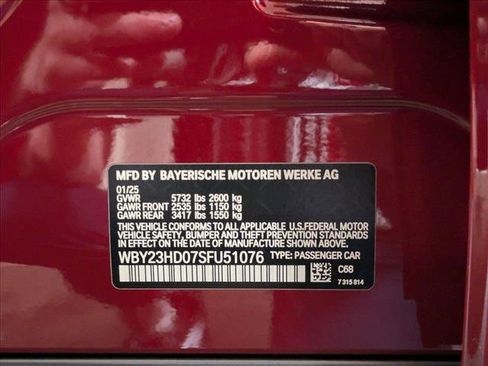 MFD BY BAYERISCHE MOTOREN WERKE AG
01/25
GVWR 5732 lbs 2600 kg
GAWR FRONT 2535 lbs 1150 kg
GAWR REAR 3417 lbs 1550 kg
THIS VEHICLE CONFORMS TO ALL APPLICABLE U.S.FEDERAL MOTOR
VEHICLE SAFETY, BUMPER AND THEFT PREVENTION STANDARDS
IN EFFECT ON THE DATE OF MANUFACTURE SHOWN ABOVE.
WBY23HD07SFU51076 TYPE: PASSENGER CAR
C68
7 315 814